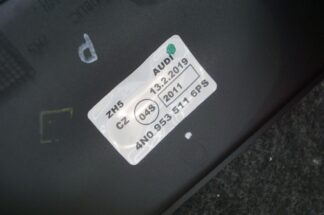 ZH5 AUDI
CZ 04S 13.2.2019
2011
4N0 953 511 6PS
P